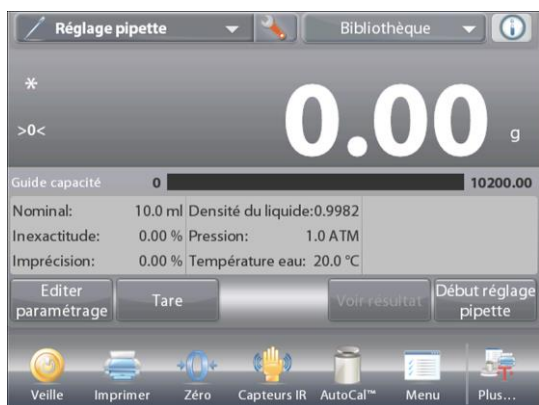 Réglage pipette Bibliothèque
*
>0< 0.00 g
Guide capacité 0 10200.00
Nominal: 10.0 ml Densité du liquide:0.9982
Inexactitude: 0.00 % Pression: 1.0 ATM
Imprécision: 0.00 % Température eau: 20.0 °C
Editer paramétrage Tare Voir résultat Début réglage pipette
Veille Imprimer Zéro Capteurs IR AutoCal™ Menu Plus...